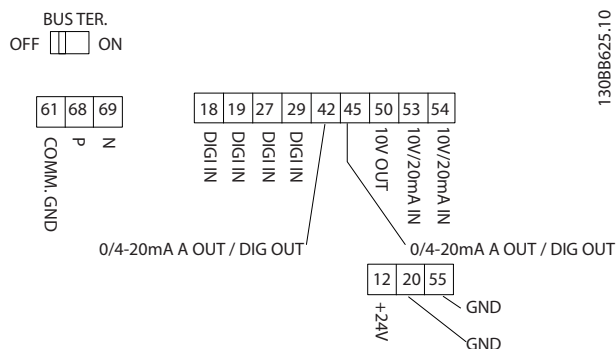 BUS TER.
OFF ON
130BB625.10
61 68 69
COMM. GND
P
N
18 19 27 29 42 45 50 53 54
DIGI IN
DIGI IN
DIGI IN
DIGI IN
10V OUT
10V/20mA IN
10V/20mA IN
0/4-20mA A OUT / DIG OUT
0/4-20mA A OUT / DIG OUT
12 20 55
+24V
GND
GND